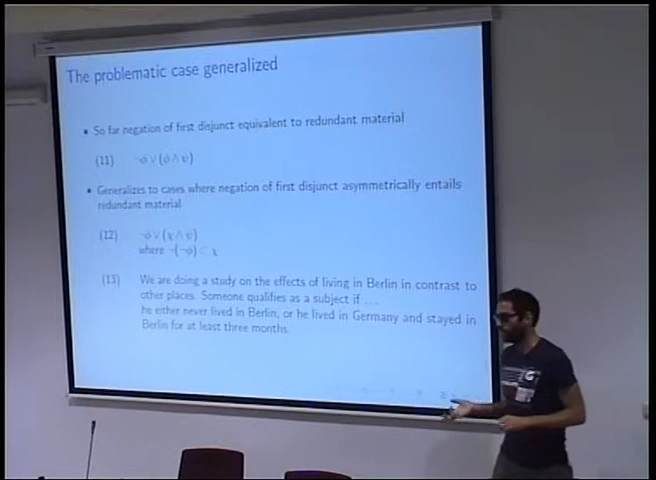 The problematic case generalized
• So far negation of first disjunct equivalent to redundant material
(11) ¬ϕ ∨ (ϕ ∧ ψ)
• Generalizes to cases where negation of first disjunct asymmetrically entails
redundant material
(12) ¬ϕ ∨ (χ ∧ ψ)
where ¬(¬ϕ) ⊂ χ
(13) We are doing a study on the effects of living in Berlin in contrast to
other places. Someone qualifies as a subject if ...
he either never lived in Berlin, or he lived in Germany and stayed in
Berlin for at least three months.